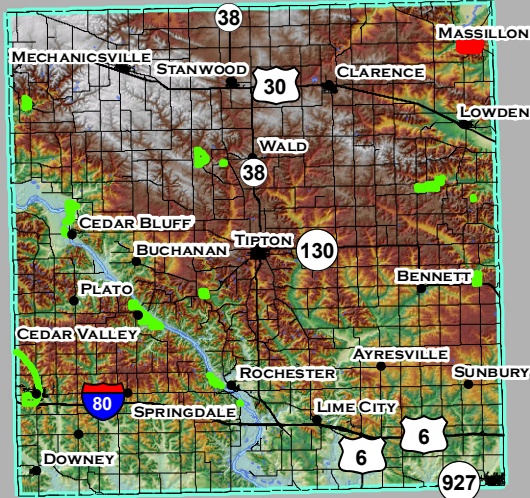 38
Massillon
Mechanicsville
Stanwood
30
Clarence
Lowden
Wald
38
Cedar Bluff
Tipton
130
Buchanan
Bennett
Plato
Cedar Valley
Ayresville
Rochester
Sunbury
80
Springdale
Lime City
6
6
Downey
927